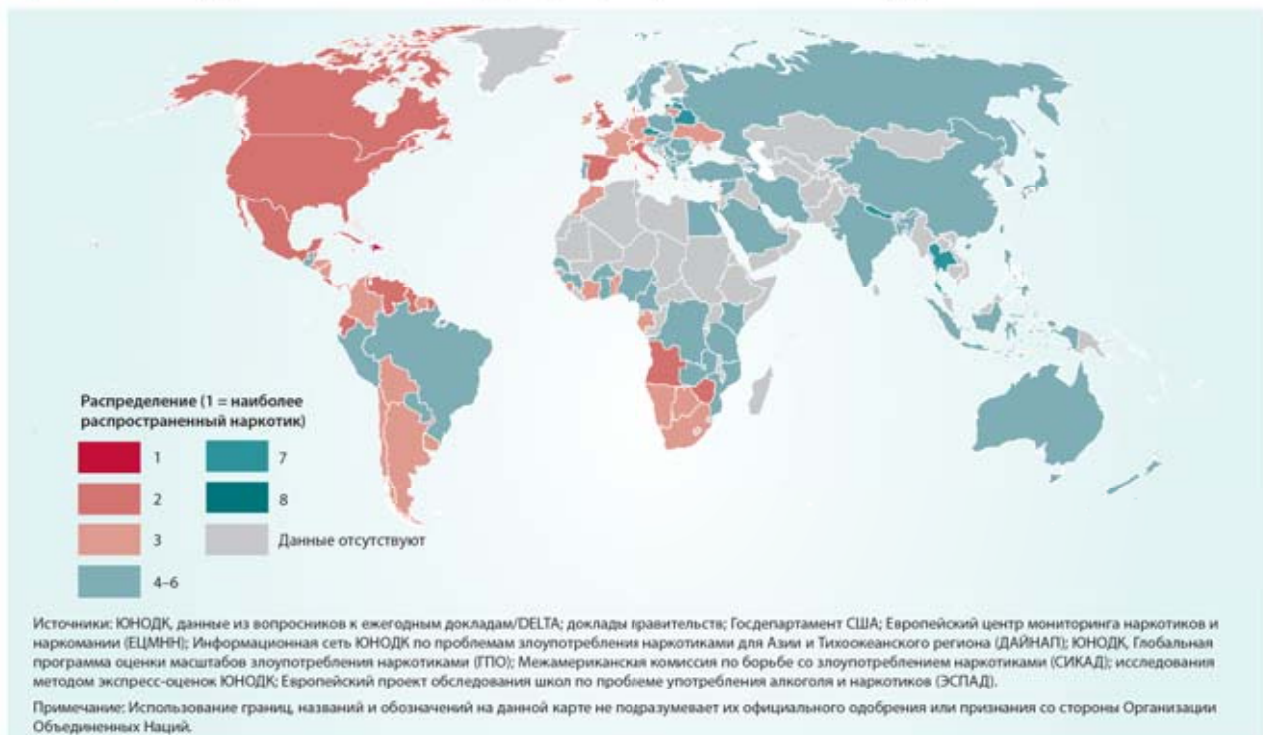 Распределение (1 = наиболее
распространенный наркотик)
1
2
3
4–6
7
8
Данные отсутствуют
Источники: ЮНОДК, данные из вопросников к ежегодным докладам/DELTA; доклады правительств; Госдепартамент США; Европейский центр мониторинга наркотиков и
наркомании (ЕЦМНН); Информационная сеть ЮНОДК по проблемам злоупотребления наркотиками для Азии и Тихоокеанского региона (ДАЙНАП); ЮНОДК, Глобальная
программа оценки масштабов злоупотребления наркотиками (ГПО); Межамериканская комиссия по борьбе со злоупотреблением наркотиками (СИКАД); исследования
методом экспресс-оценок ЮНОДК; Европейский проект обследования школ по проблеме употребления алкоголя и наркотиков (ЭСПАД).
Примечание: Использование границ, названий и обозначений на данной карте не подразумевает их официального одобрения или признания со стороны Организации
Объединенных Наций.